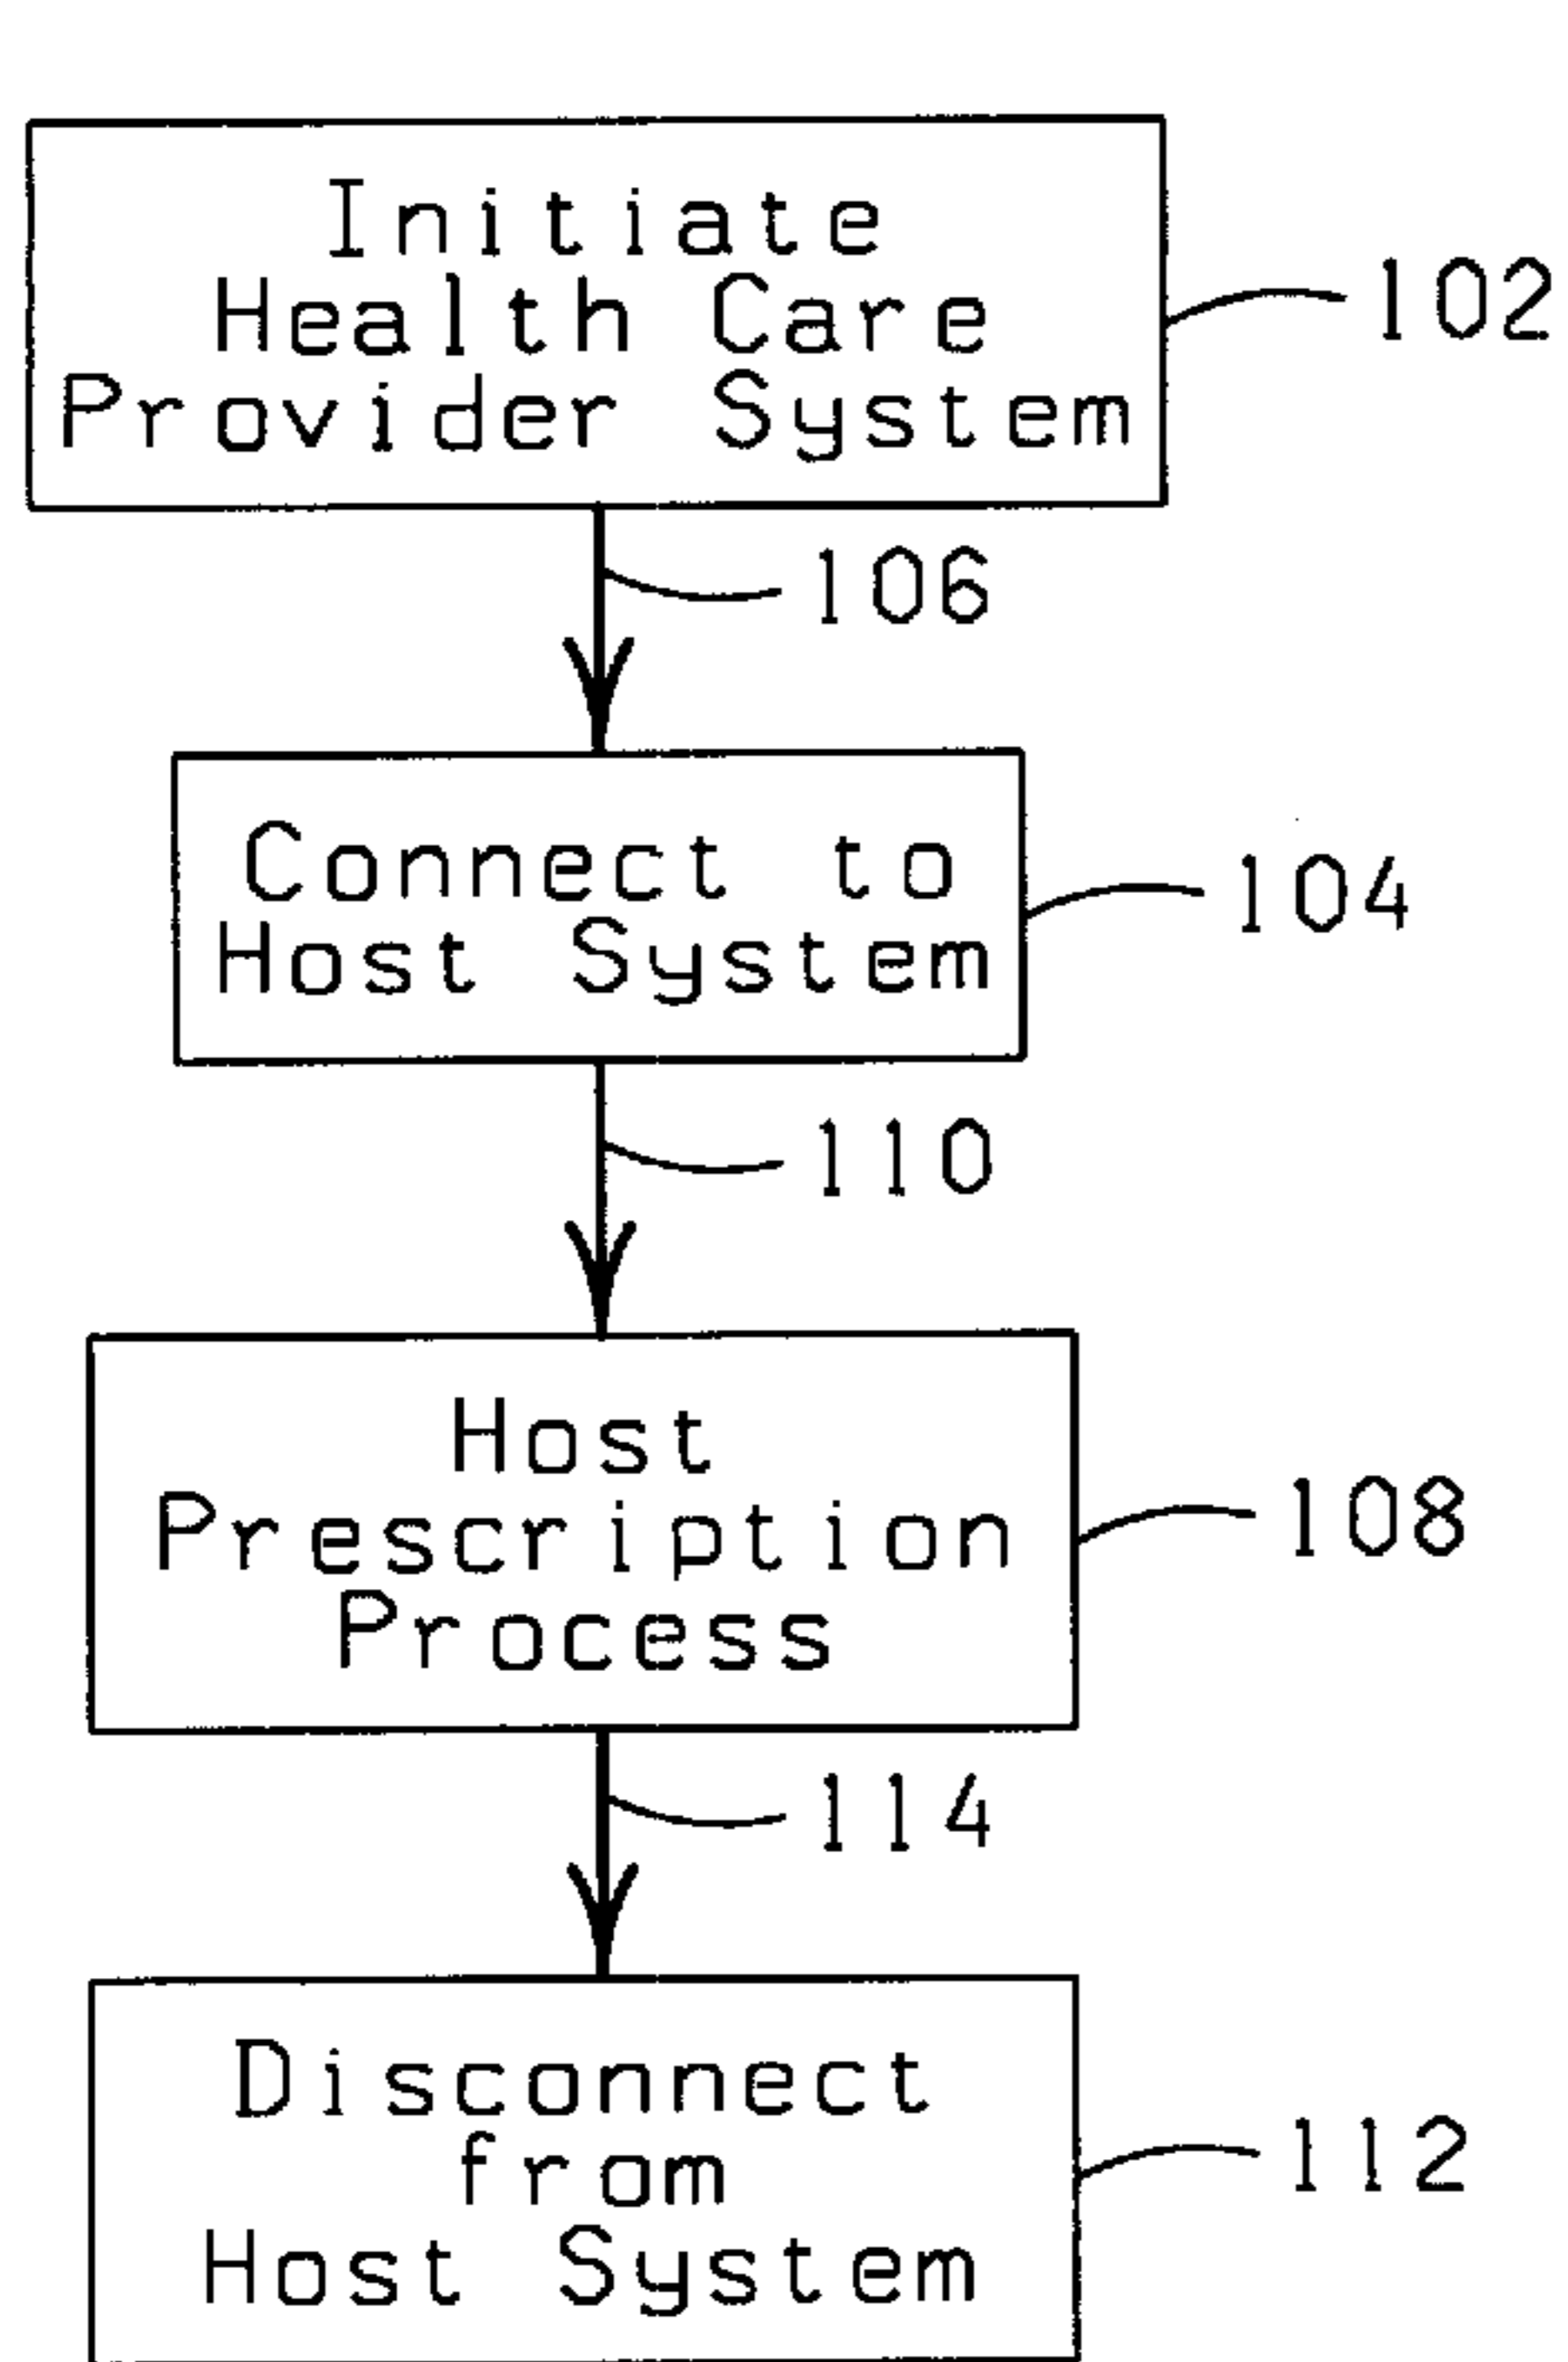 Initiate
Health Care
Provider System
102
106
Connect to
Host System
104
110
Host
Prescription
Process
108
114
Disconnect
from
Host System
112